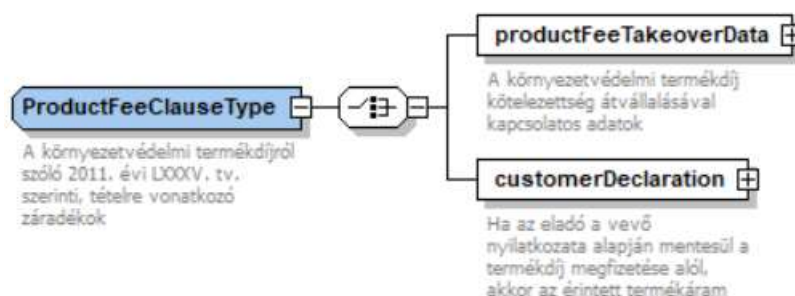 productFeeTakeoverData
A környezetvédelmi termékdíj
kötelezettség átvállalásával
kapcsolatos adatok
ProductFeeClauseType
A környezetvédelmi termékdíjról
szóló 2011. évi LXXXV. tv.
szerinti, tételre vonatkozó
záradékok
customerDeclaration
Ha az eladó a vevő
nyilatkozata alapján mentesül a
termékdíj megfizetése alól,
akkor az érintett termékáram